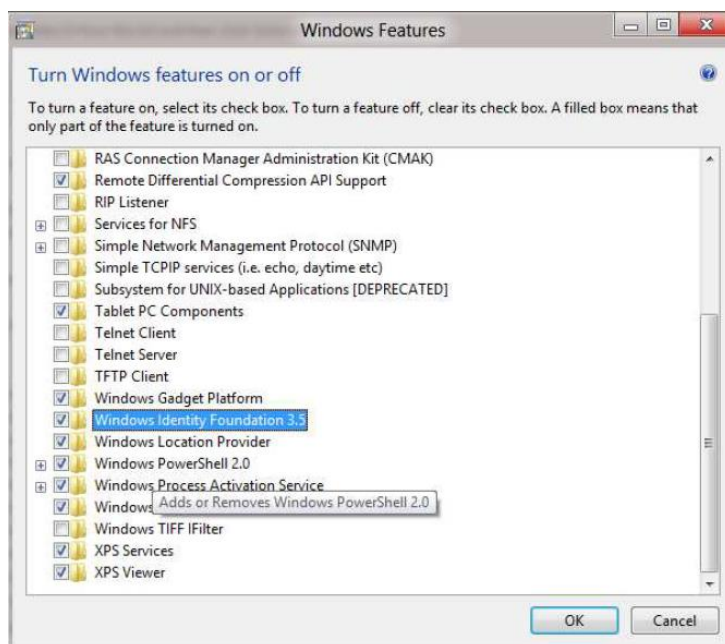 Windows Features
Turn Windows features on or off
To turn a feature on, select its check box. To turn a feature off, clear its check box. A filled box means that
only part of the feature is turned on.
RAS Connection Manager Administration Kit (CMAK)
Remote Differential Compression API Support
RIP Listener
Services for NFS
Simple Network Management Protocol (SNMP)
Simple TCPIP services (i.e. echo, daytime etc)
Subsystem for UNIX-based Applications [DEPRECATED]
Tablet PC Components
Telnet Client
Telnet Server
TFTP Client
Windows Gadget Platform
Windows Identity Foundation 3.5
Windows Location Provider
Windows PowerShell 2.0
Windows Process Activation Service
Windows
Adds or Removes Windows PowerShell 2.0
Windows TIFF IFilter
XPS Services
XPS Viewer
OK
Cancel